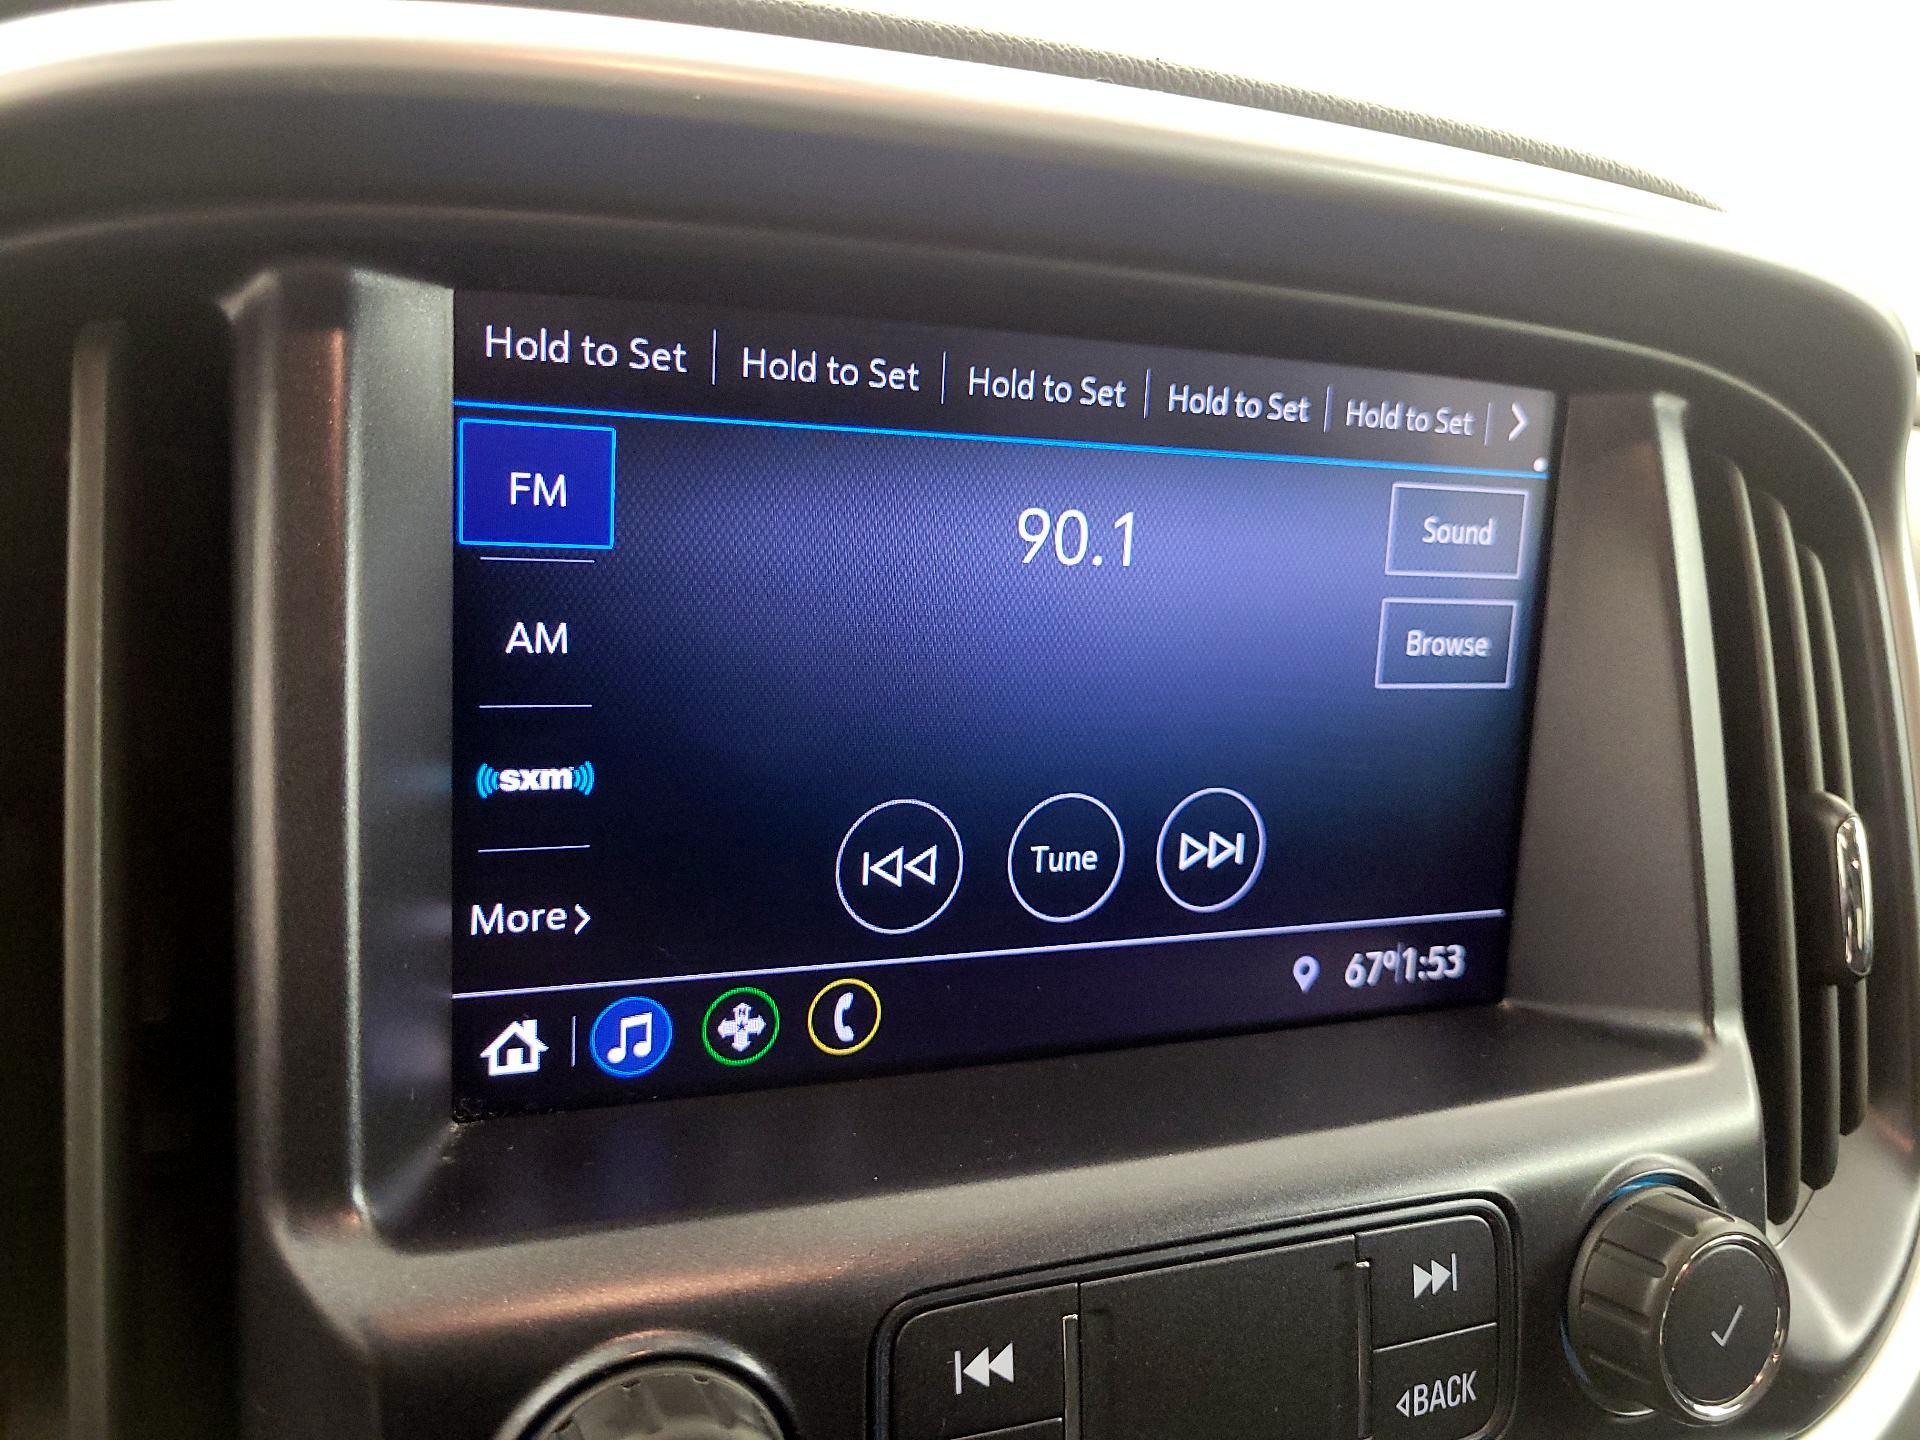 Hold to Set
Hold to Set
Hold to Set
Hold to Set
Hold to Set
FM
90.1
Sound
AM
Browse
sxm
Tune
More
67° 1:53
BACK